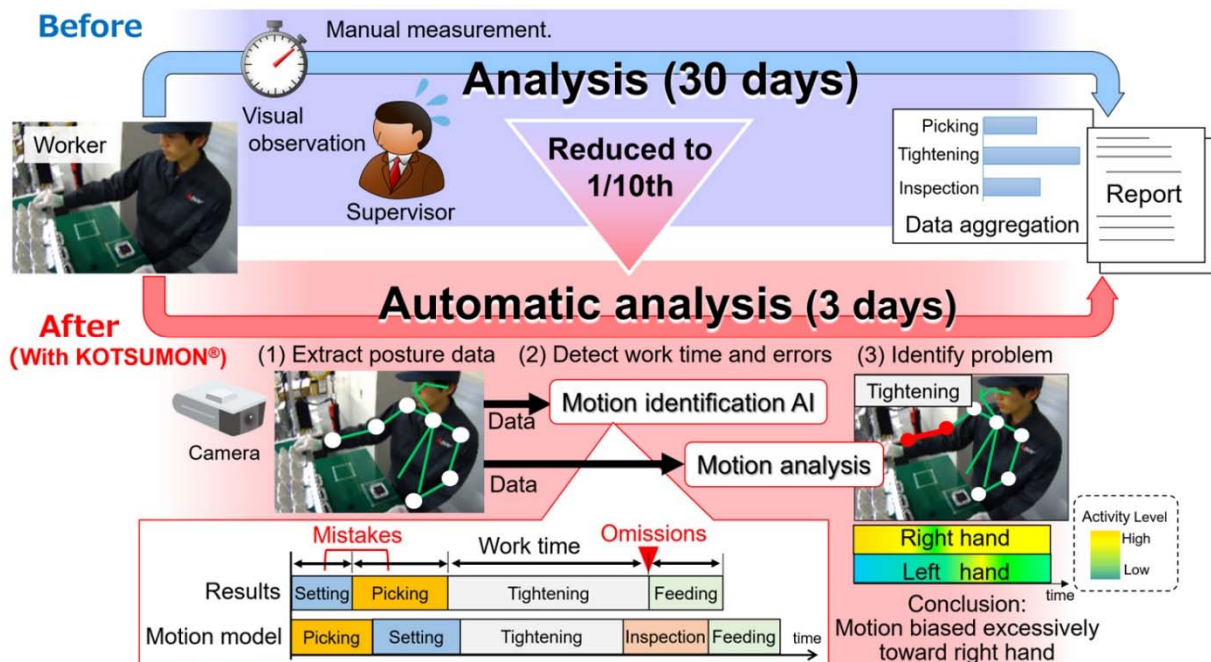 Before
Manual measurement.
Analysis (30 days)
Visual
observation
Worker
Supervisor
Reduced to
1/10th
Picking
Tightening
Inspection
Data aggregation
Report
Automatic analysis (3 days)
After
(With KOTSUMON®)
(1) Extract posture data
(2) Detect work time and errors
(3) Identify problem
Camera
Data
Motion identification AI
Data
Motion analysis
Tightening
Right hand
Left hand
time
Activity Level
High
Low
Conclusion:
Motion biased excessively
toward right hand
Mistakes
Work time
Omissions
Results
Setting
Picking
Tightening
Feeding
Motion model
Picking
Setting
Tightening
Inspection
Feeding
time